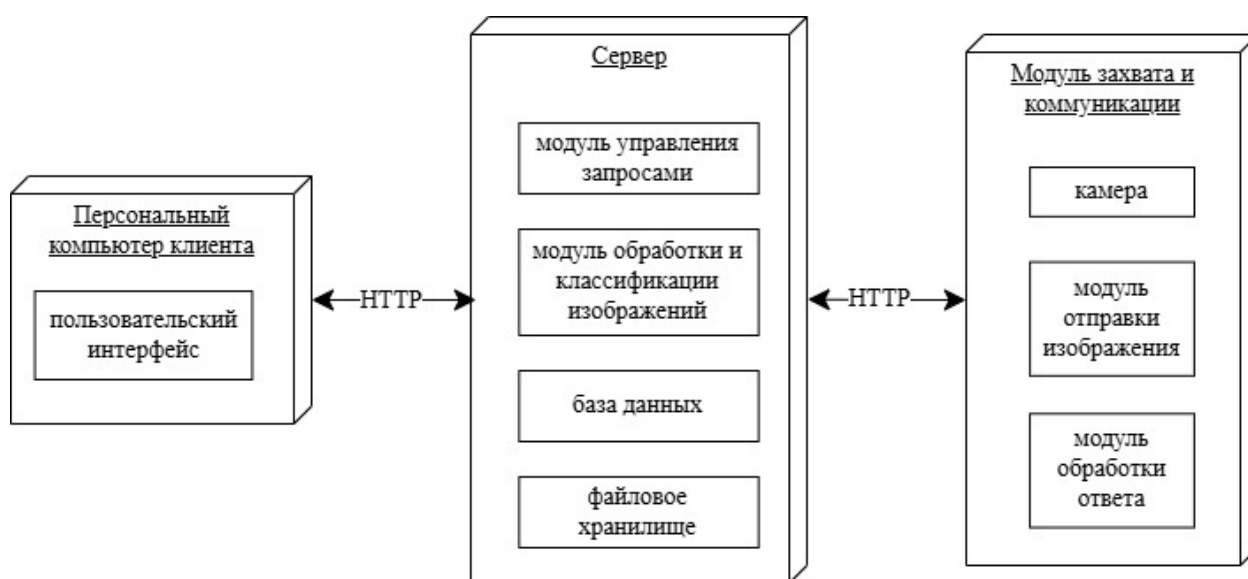 Персональный
компьютер клиента
пользовательский
интерфейс
HTTP
Сервер
модуль управления
запросами
модуль обработки и
классификации
изображений
база данных
файловое
хранилище
HTTP
Модуль захвата и
коммуникации
камера
модуль
отправки
изображения
модуль
обработки
ответа